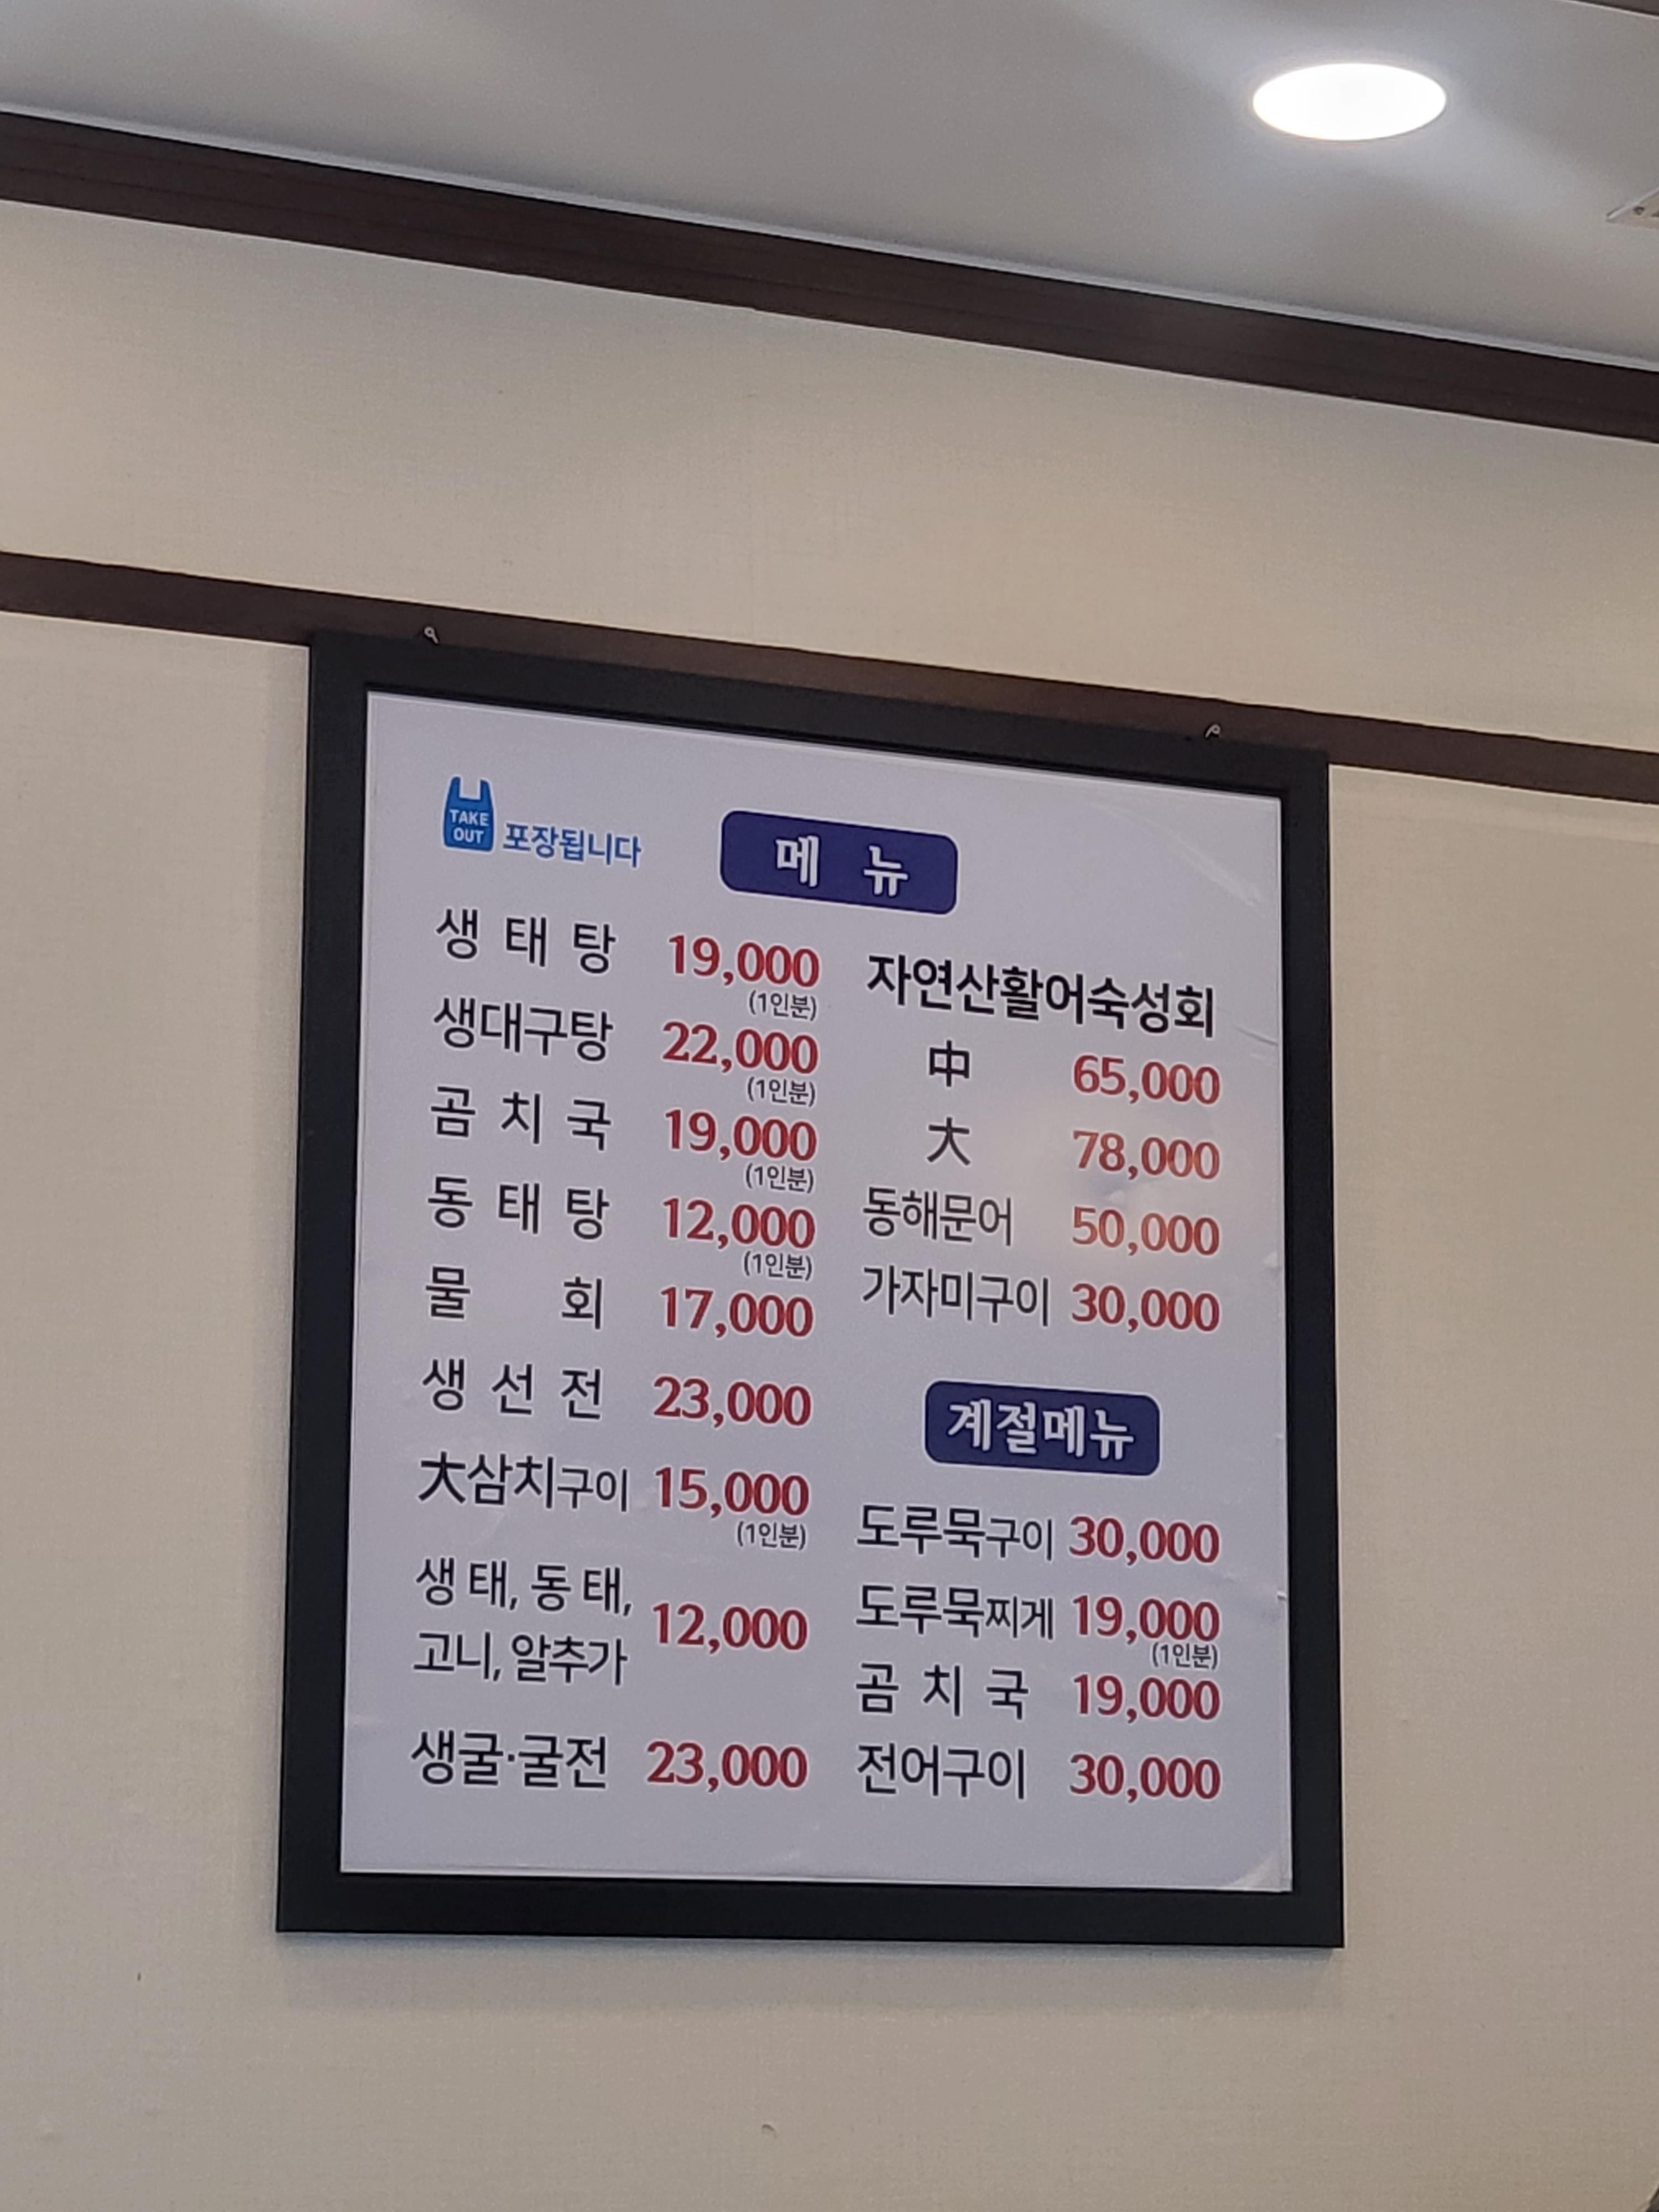 TAKE
OUT
포장됩니다
메 뉴
생 태 탕 19,000
(1인분)
생대구탕 22,000
(1인분)
곰 치 국 19,000
(1인분)
동 태 탕 12,000
(1인분)
물 회 17,000
생 선 전 23,000
大삼치구이 15,000
(1인분)
생 태, 동 태,
고니, 알추가 12,000
생굴·굴전 23,000
자연산활어숙성회
中 65,000
大 78,000
동해문어 50,000
가자미구이 30,000
계절메뉴
도루묵구이 30,000
도루묵찌게 19,000
(1인분)
곰 치 국 19,000
전어구이 30,000